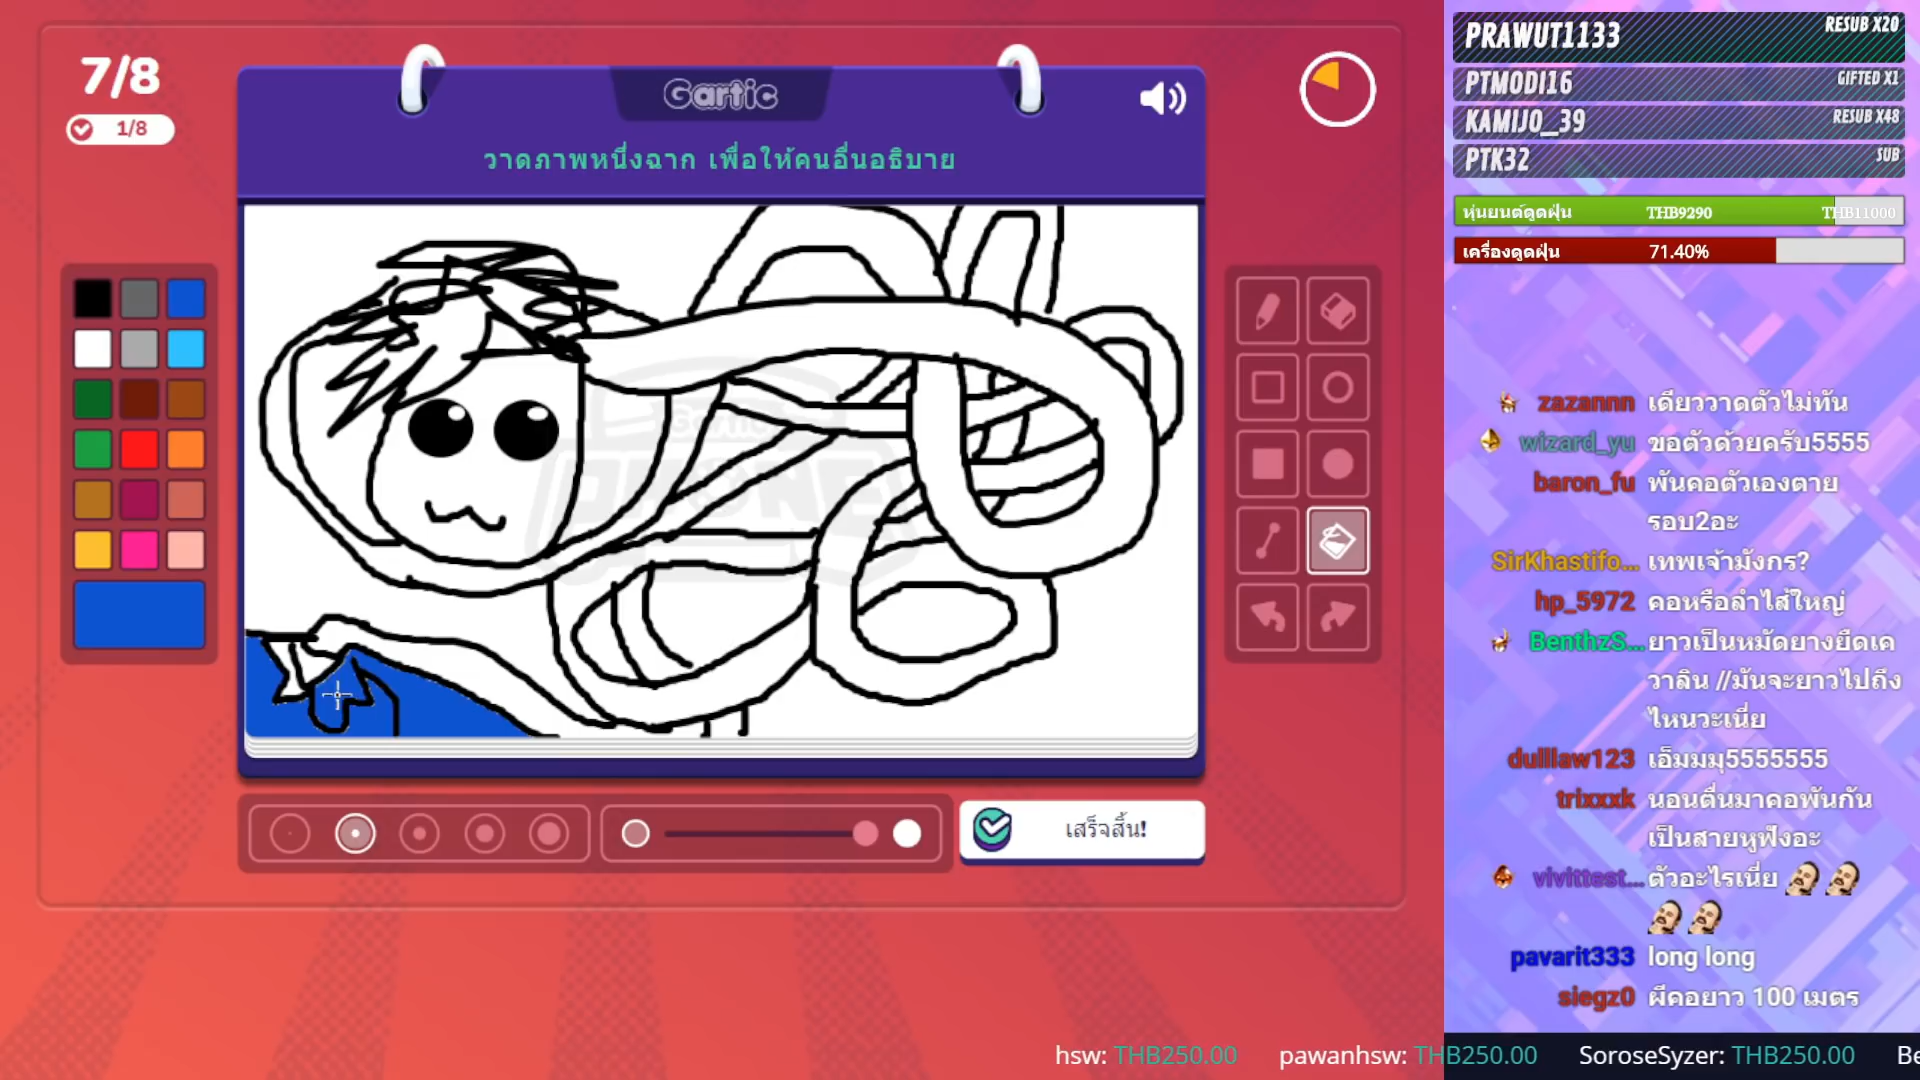 7/8
1/8
Gartic
วาดภาพหนึ่งฉาก เพื่อให้คนอื่นอธิบาย
Gartic
PHONE
เสร็จสิ้น!
PRAWUT1133 RESUB X20
PTMODI16 GIFTED X1
KAMIJO_39 RESUB X48
PTK32 SUB
หุ่นยนต์ดูดฝุ่น THB9290 THB11000
เครื่องดูดฝุ่น 71.40%
zazannn เดียววาดตัวไม่ทัน
wizard_yu ขอตัวด้วยครับ5555
baron_fu พันคอตัวเองตาย
รอบ2อะ
SirKhastifo... เทพเจ้ามังกร?
hp_5972 คอหรือลำไส้ใหญ่
BenthzS... ยาวเป็นหมัดยางยืดเค
วาลิน //มันจะยาวไปถึง
ไหนวะเนี่ย
dulllaw123 เอ็มมมุ5555555
trixxxk นอนตื่นมาคอพันกัน
เป็นสายหูฟังอะ
vivittest... ตัวอะไรเนี่ย
pavarit333 long long
siegz0 ผีคอยาว 100 เมตร
hsw: THB250.00 pawanhsw: THB250.00 SoroseSyzer: THB250.00 Be